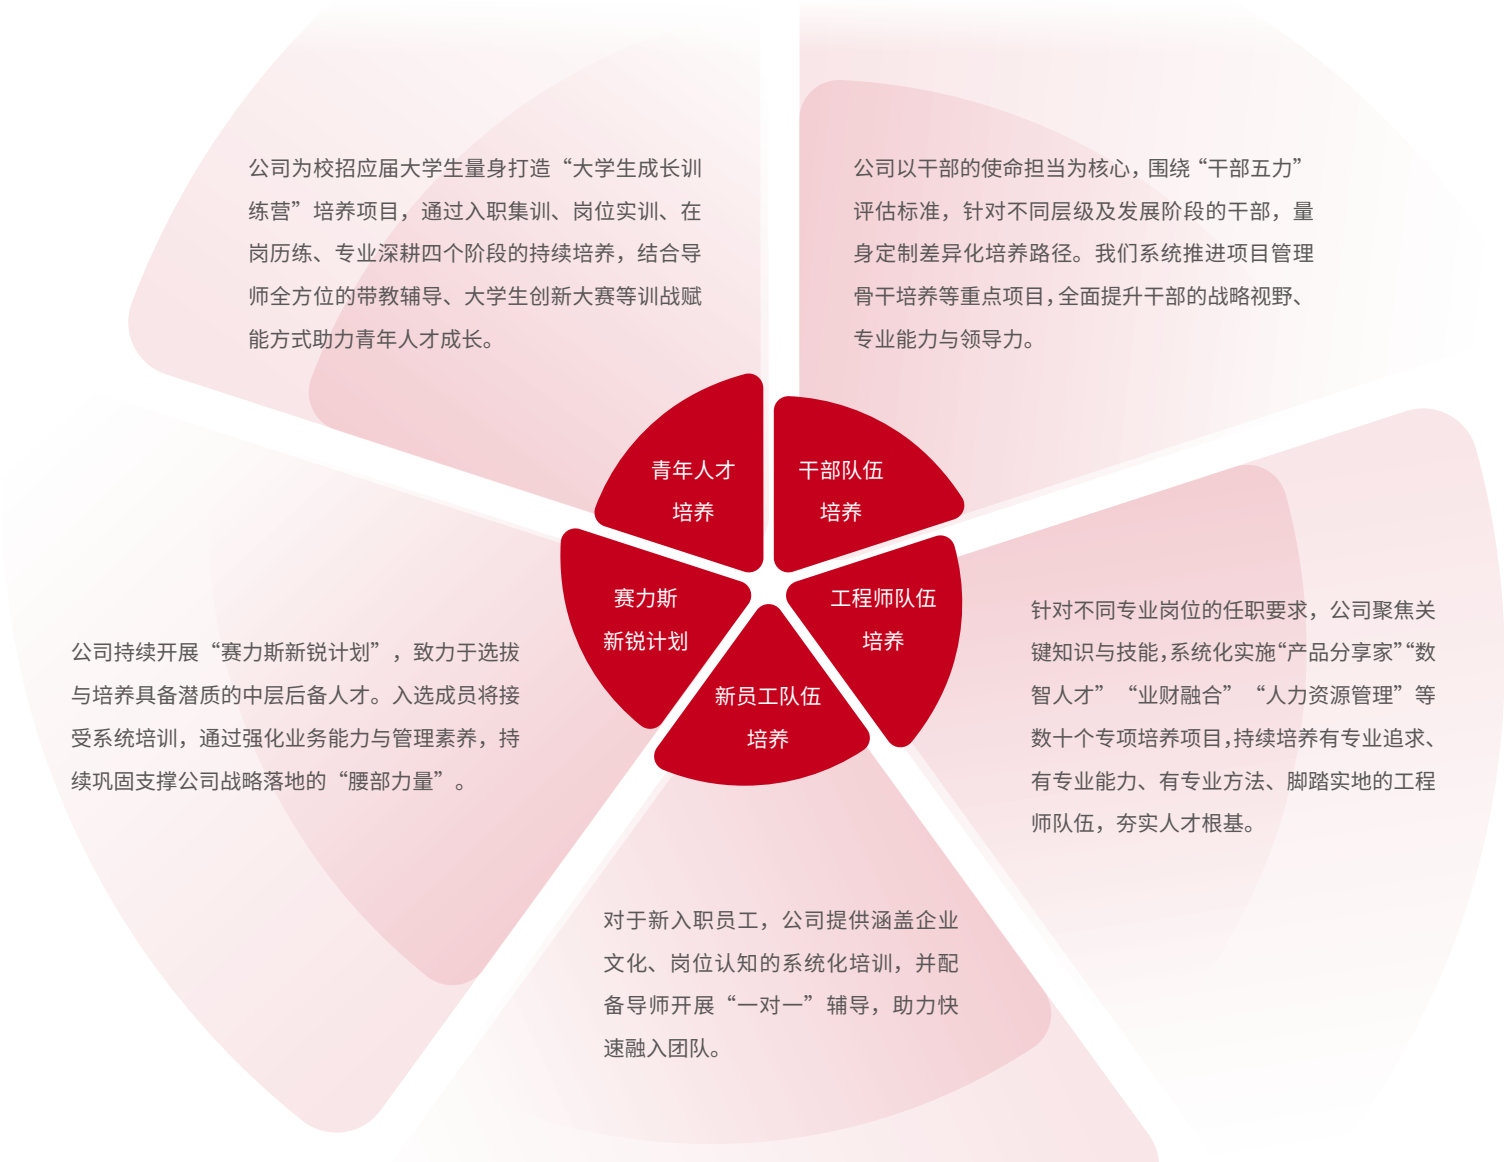 公司为校招应届大学生量身打造“大学生成长训
练营”培养项目，通过入职集训、岗位实训、在
岗历练、专业深耕四个阶段的持续培养，结合导
师全方位的带教辅导、大学生创新大赛等训战赋
能方式助力青年人才成长。
公司以干部的使命担当为核心，围绕“干部五力”
评估标准，针对不同层级及发展阶段的干部，量
身定制差异化培养路径。我们系统推进项目管理
骨干培养等重点项目，全面提升干部的战略视野、
专业能力与领导力。
青年人才
培养
干部队伍
培养
赛力斯
新锐计划
工程师队伍
培养
新员工队伍
培养
公司持续开展“赛力斯新锐计划”，致力于选拔
与培养具备潜质的中层后备人才。入选成员将接
受系统培训，通过强化业务能力与管理素养，持
续巩固支撑公司战略落地的“腰部力量”。
针对不同专业岗位的任职要求，公司聚焦关
键知识与技能，系统化实施“产品分享家”“数
智人才”“业财融合”“人力资源管理”等
数十个专项培养项目，持续培养有专业追求、
有专业能力、有专业方法、脚踏实地的工程
师队伍，夯实人才根基。
对于新入职员工，公司提供涵盖企业
文化、岗位认知的系统化培训，并配
备导师开展“一对一”辅导，助力快
速融入团队。